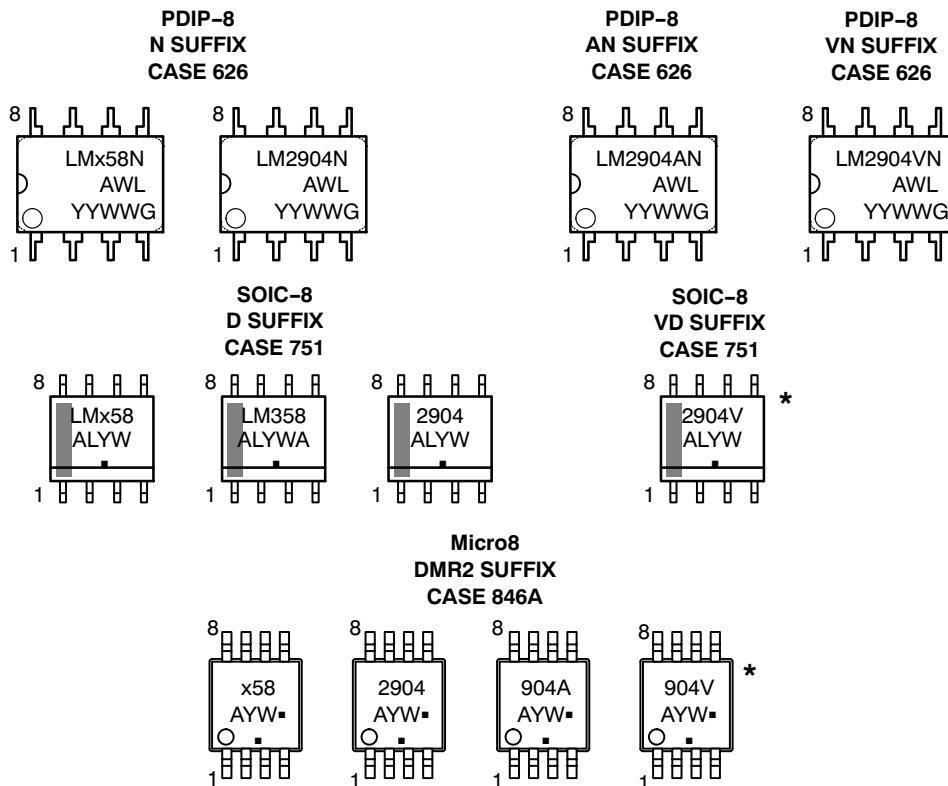 PDIP−8
N SUFFIX
CASE 626
PDIP−8
AN SUFFIX
CASE 626
PDIP−8
VN SUFFIX
CASE 626
8
LMx58N
AWL
YYWWG
1
LM2904N
AWL
YYWWG
8
LM2904AN
AWL
YYWWG
1
8
LM2904VN
AWL
YYWWG
1
SOIC−8
D SUFFIX
CASE 751
SOIC−8
VD SUFFIX
CASE 751
8
LMx58
ALYW
1
8
LM358
ALYWA
1
8
2904
ALYW
1
8
2904V
ALYW
1
*
Micro8
DMR2 SUFFIX
CASE 846A
8
x58
AYW▪
1
8
2904
AYW▪
1
8
904A
AYW▪
1
8
904V
AYW▪
1
*